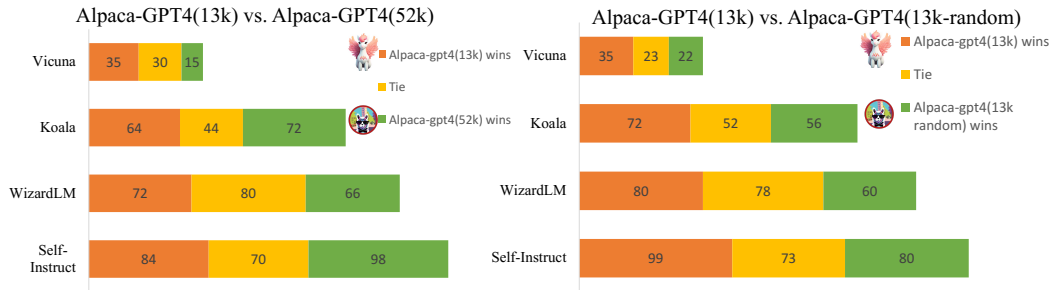 Alpaca-GPT4(13k) vs. Alpaca-GPT4(52k)
Vicuna
35 30 15
Koala
64 44 72
WizardLM
72 80 66
Self-
Instruct
84 70 98
Alpaca-gpt4(13k) wins
Tie
Alpaca-gpt4(52k) wins
Alpaca-GPT4(13k) vs. Alpaca-GPT4(13k-random)
Vicuna
35 23 22
Koala
72 52 56
WizardLM
80 78 60
Self-Instruct
99 73 80
Alpaca-gpt4(13k) wins
Tie
Alpaca-gpt4(13k
random) wins